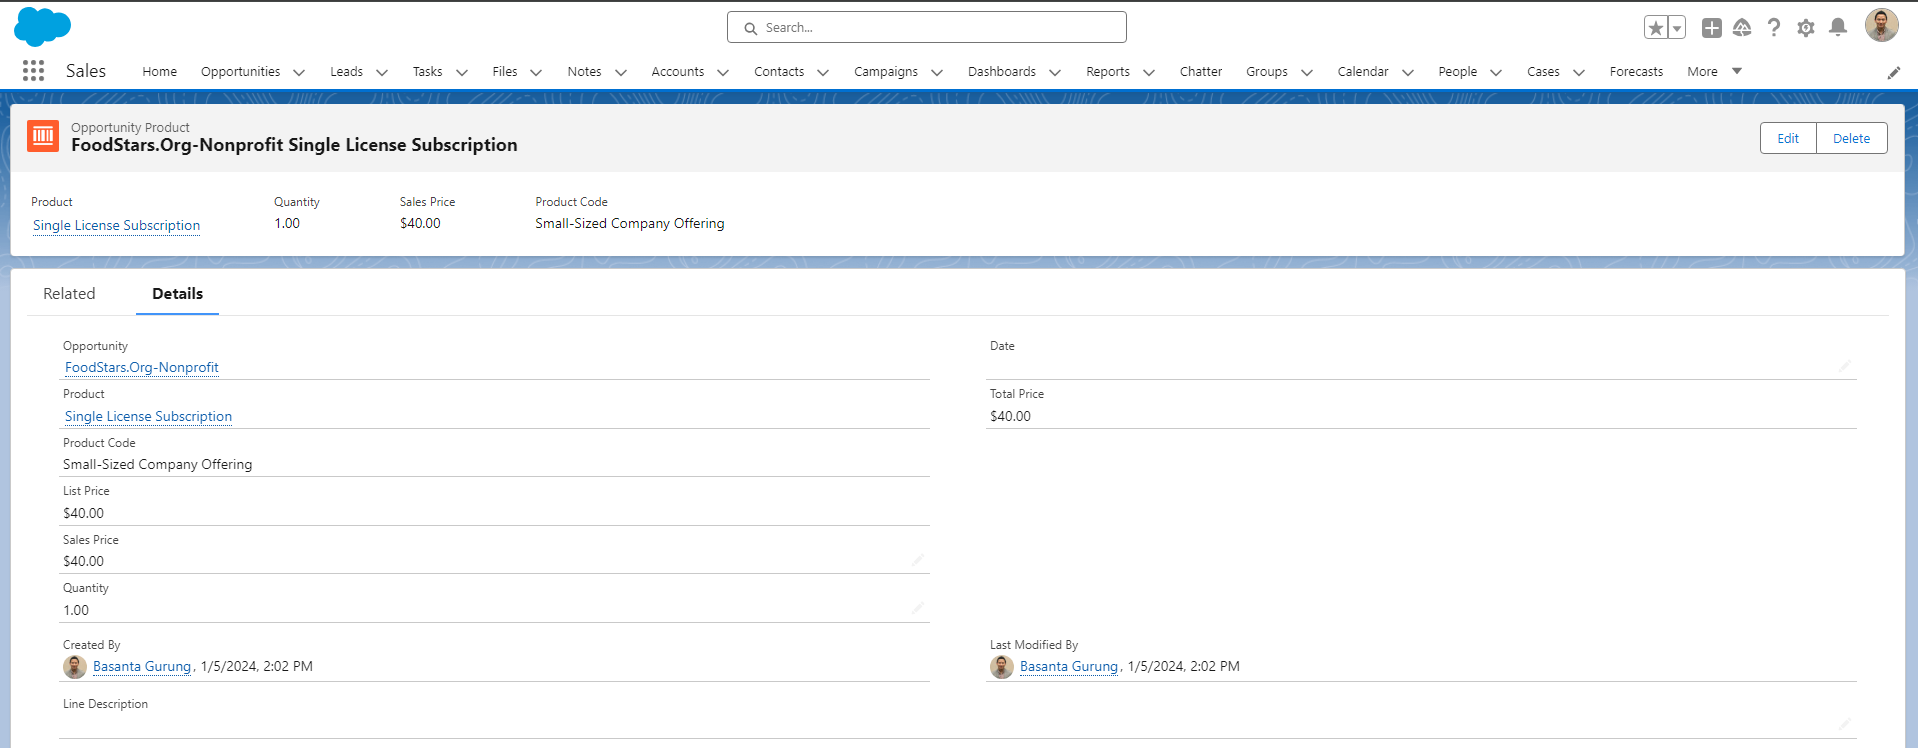 Search...
Sales Home Opportunities Leads Tasks Files Notes Accounts Contacts Campaigns Dashboards Reports Chatter Groups Calendar People Cases Forecasts More
Opportunity Product
FoodStars.Org-Nonprofit Single License Subscription
Edit Delete
Product Quantity Sales Price Product Code
Single License Subscription 1.00 $40.00 Small-Sized Company Offering
Related Details
Opportunity Date
FoodStars.Org-Nonprofit
Product Total Price
Single License Subscription $40.00
Product Code
Small-Sized Company Offering
List Price
$40.00
Sales Price
$40.00
Quantity
1.00
Created By Last Modified By
Basanta Gurung, 1/5/2024, 2:02 PM Basanta Gurung, 1/5/2024, 2:02 PM
Line Description